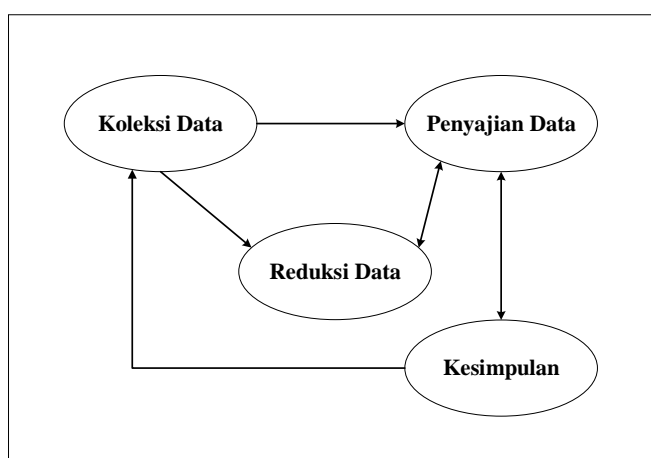 Koleksi Data
Penyajian Data
Reduksi Data
Kesimpulan